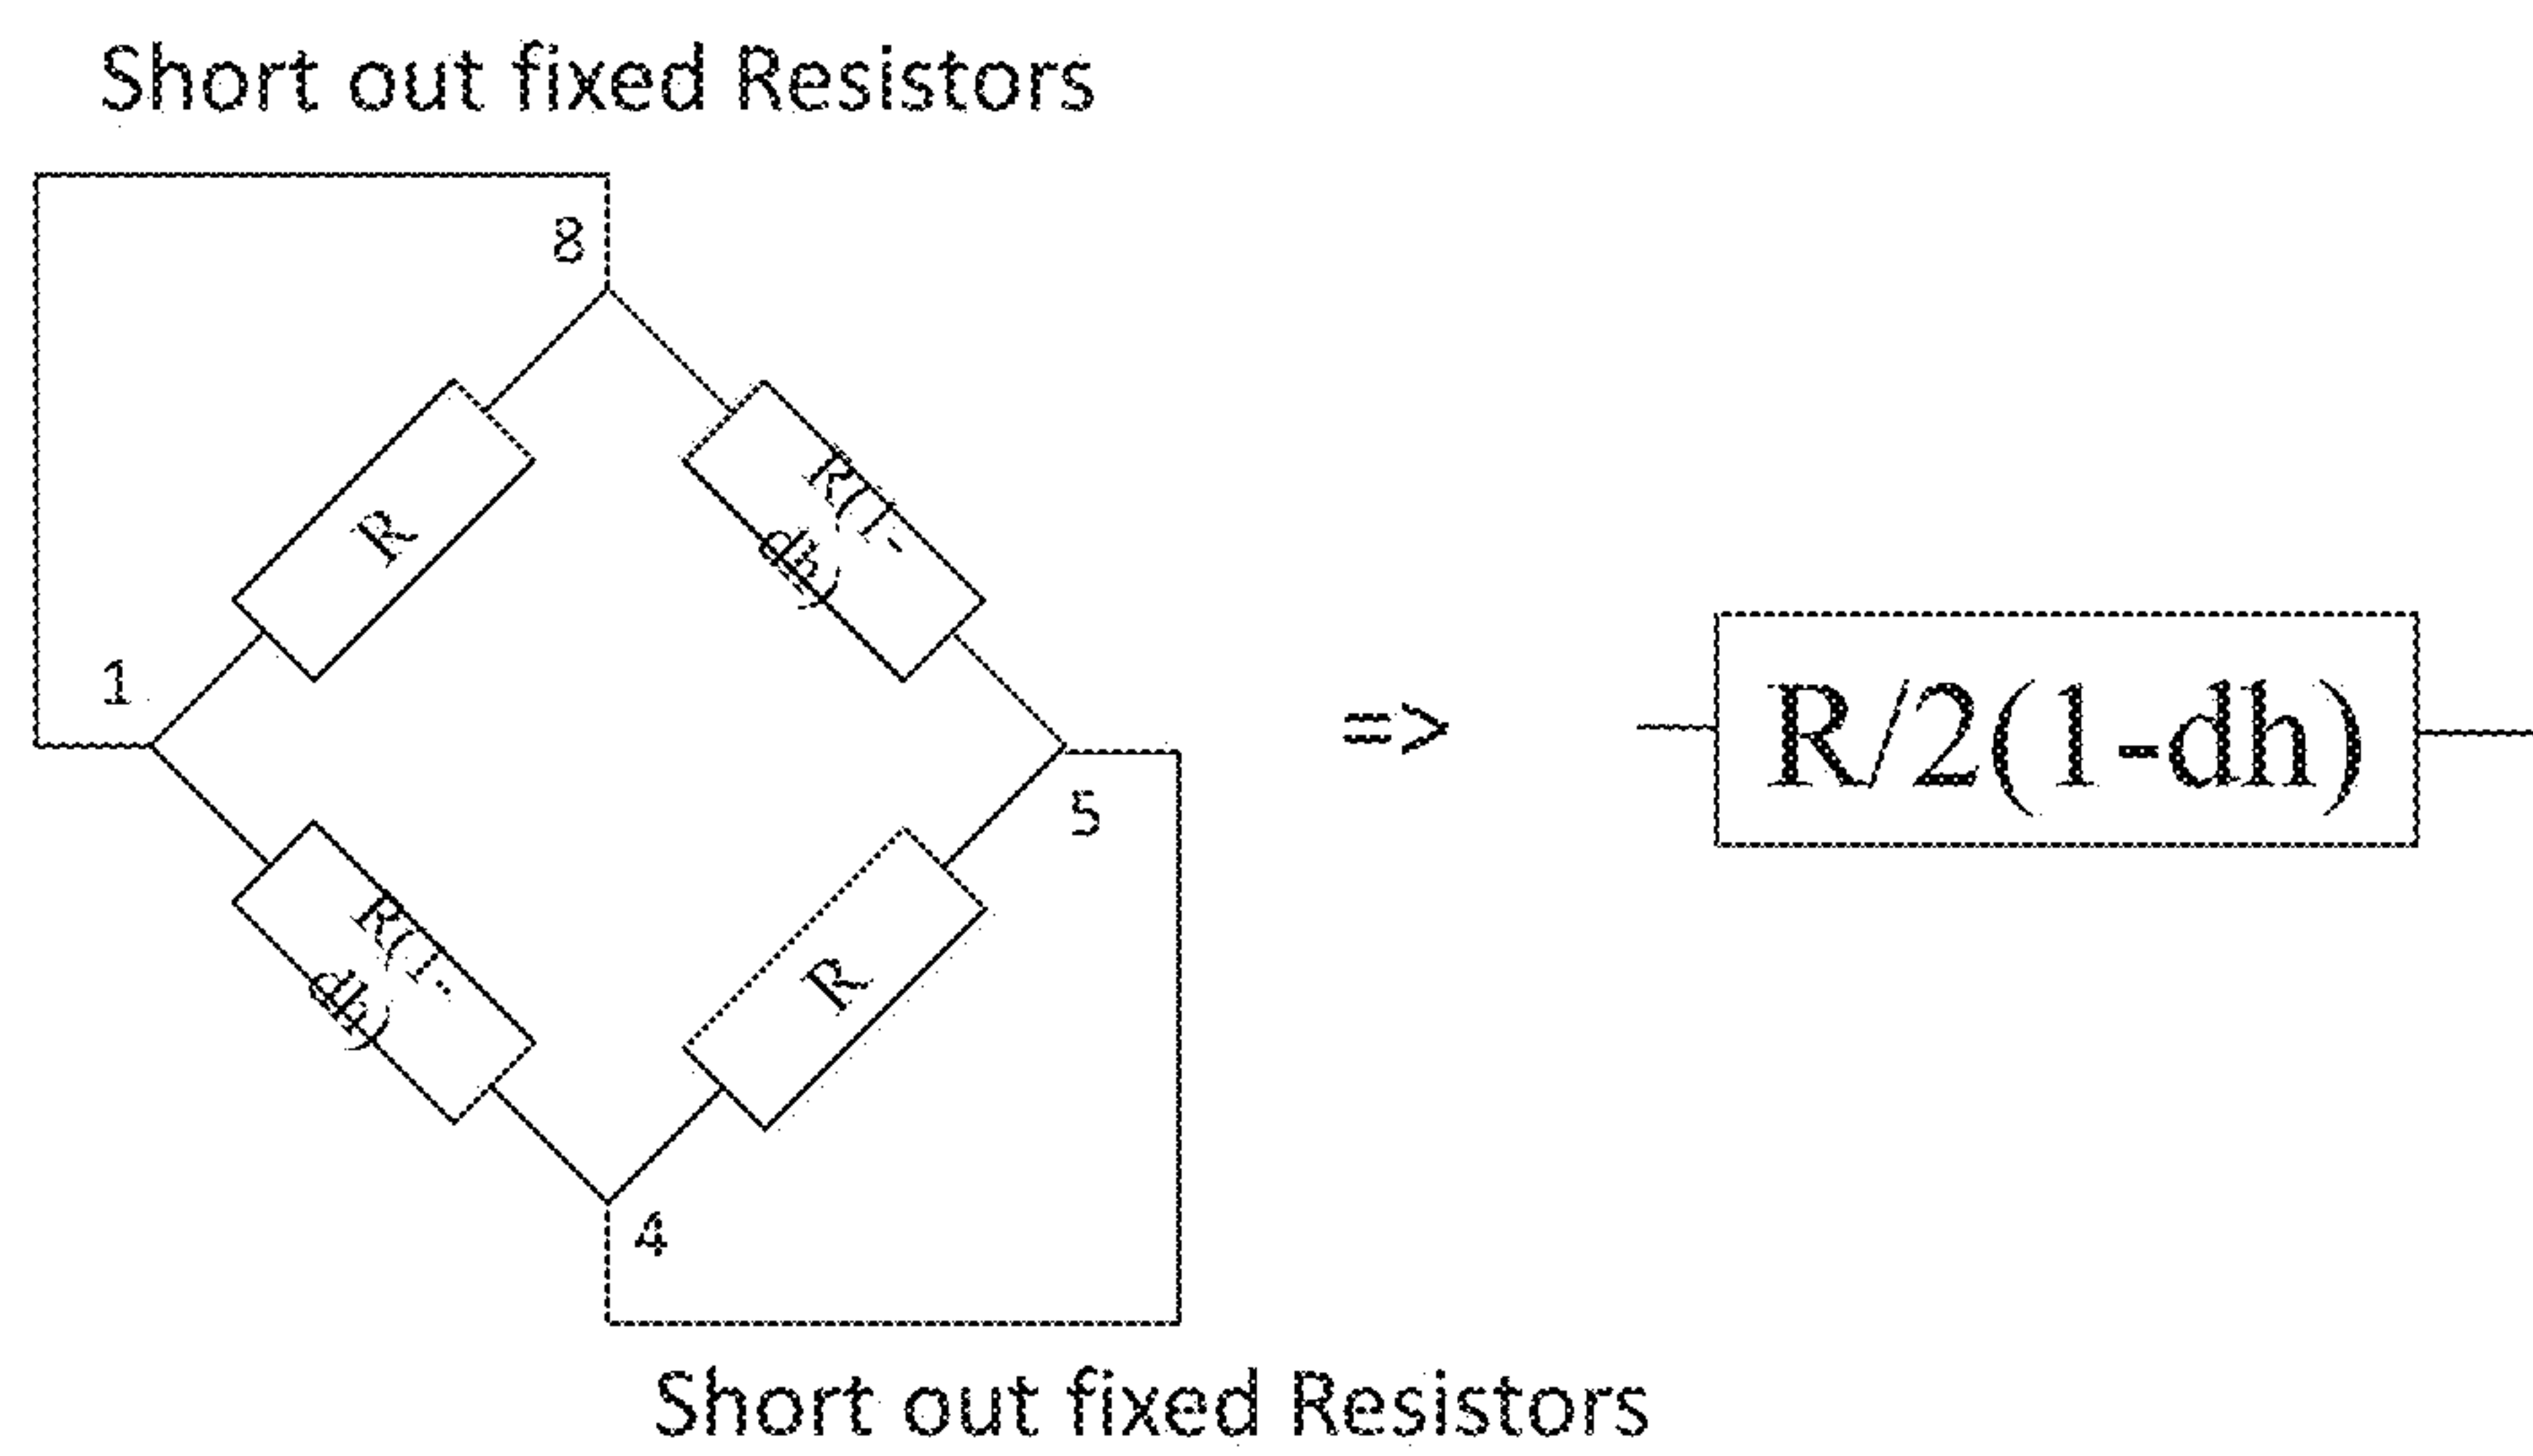 Short out fixed Resistors
8
R
R(1-
dh)
1
=>
R/2(1-dh)
5
R(1-
dh)
R
4
Short out fixed Resistors